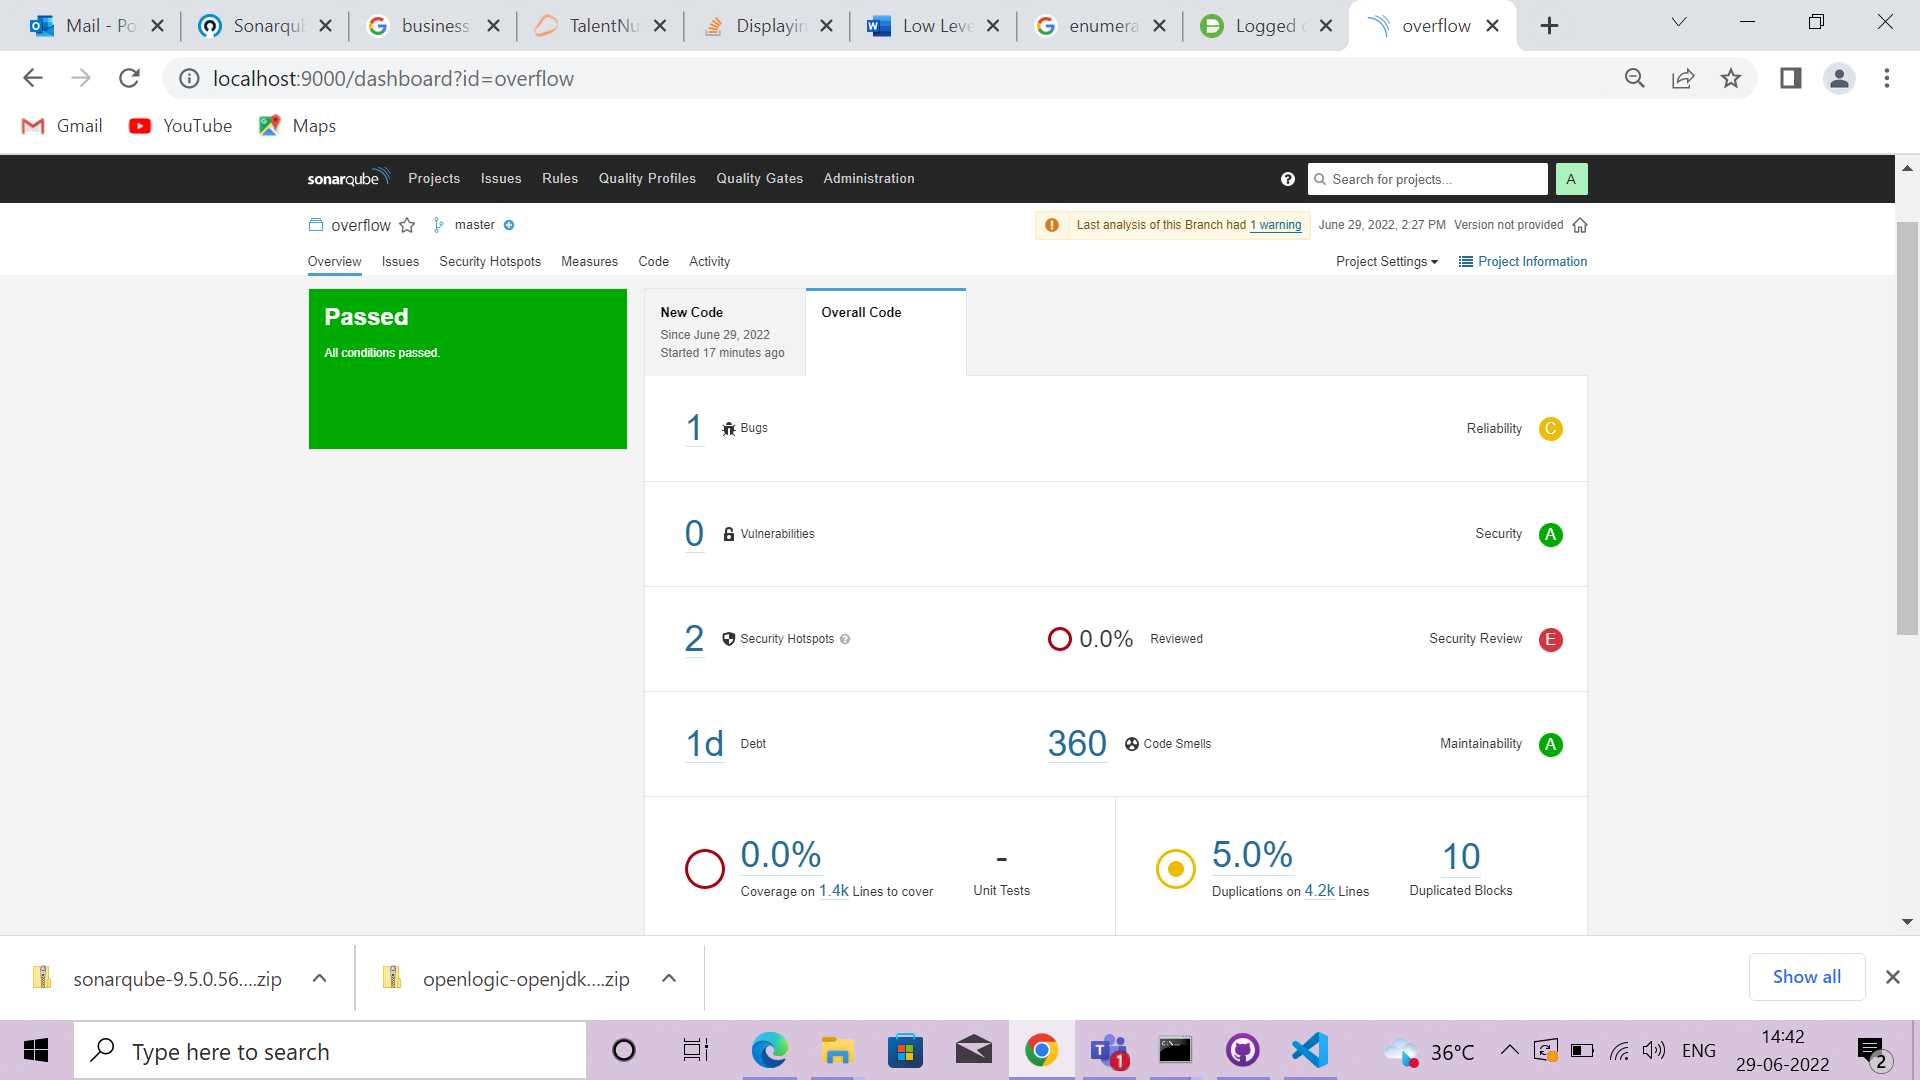 Mail - Po
Sonarqub
business
TalentNu
Displayin
Low Leve
enumera
Logged o
overflow
localhost:9000/dashboard?id=overflow
Gmail
YouTube
Maps
sonarqube
Projects
Issues
Rules
Quality Profiles
Quality Gates
Administration
Search for projects...
A
overflow
master
Last analysis of this Branch had 1 warning
June 29, 2022, 2:27 PM
Version not provided
Overview
Issues
Security Hotspots
Measures
Code
Activity
Project Settings
Project Information
Passed
All conditions passed.
New Code
Since June 29, 2022
Started 17 minutes ago
Overall Code
1 Bugs
Reliability C
0 Vulnerabilities
Security A
2 Security Hotspots
0.0% Reviewed
Security Review E
1d Debt
360 Code Smells
Maintainability A
0.0%
Coverage on 1.4k Lines to cover
-
Unit Tests
5.0%
Duplications on 4.2k Lines
10
Duplicated Blocks
sonarqube-9.5.0.56....zip
openlogic-openjdk....zip
Show all
Type here to search
1
36°C
ENG
14:42
29-06-2022
2